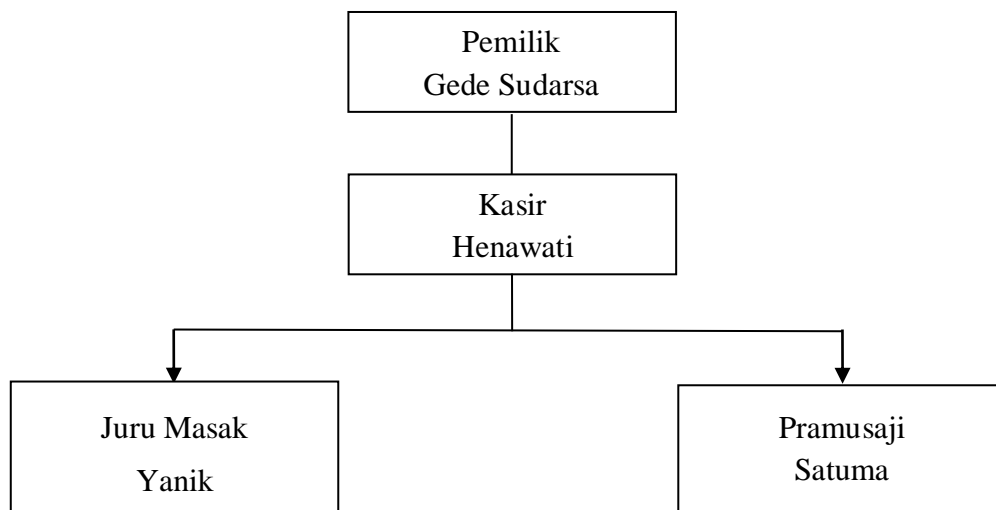 Pemilik
Gede Sudarsa
Kasir
Henawati
Juru Masak
Yanik
Pramusaji
Satuma